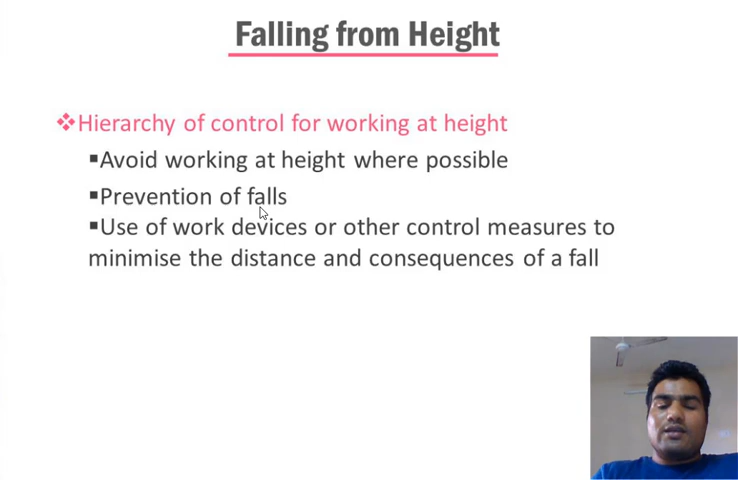 Falling from Height
❖Hierarchy of control for working at height
▪Avoid working at height where possible
▪Prevention of falls
▪Use of work devices or other control measures to
minimise the distance and consequences of a fall